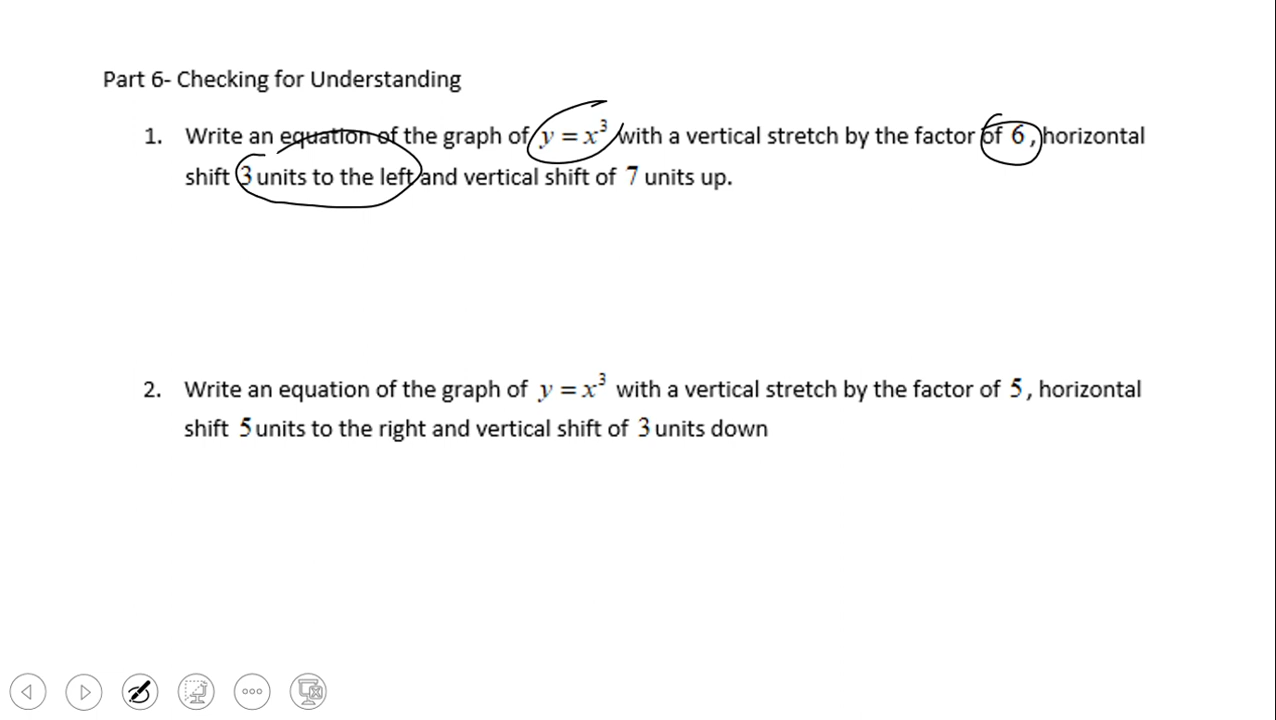 Part 6- Checking for Understanding
1. Write an equation of the graph of y = x³ with a vertical stretch by the factor of 6 , horizontal
shift 3 units to the left and vertical shift of 7 units up.
2. Write an equation of the graph of y = x³ with a vertical stretch by the factor of 5 , horizontal
shift 5 units to the right and vertical shift of 3 units down